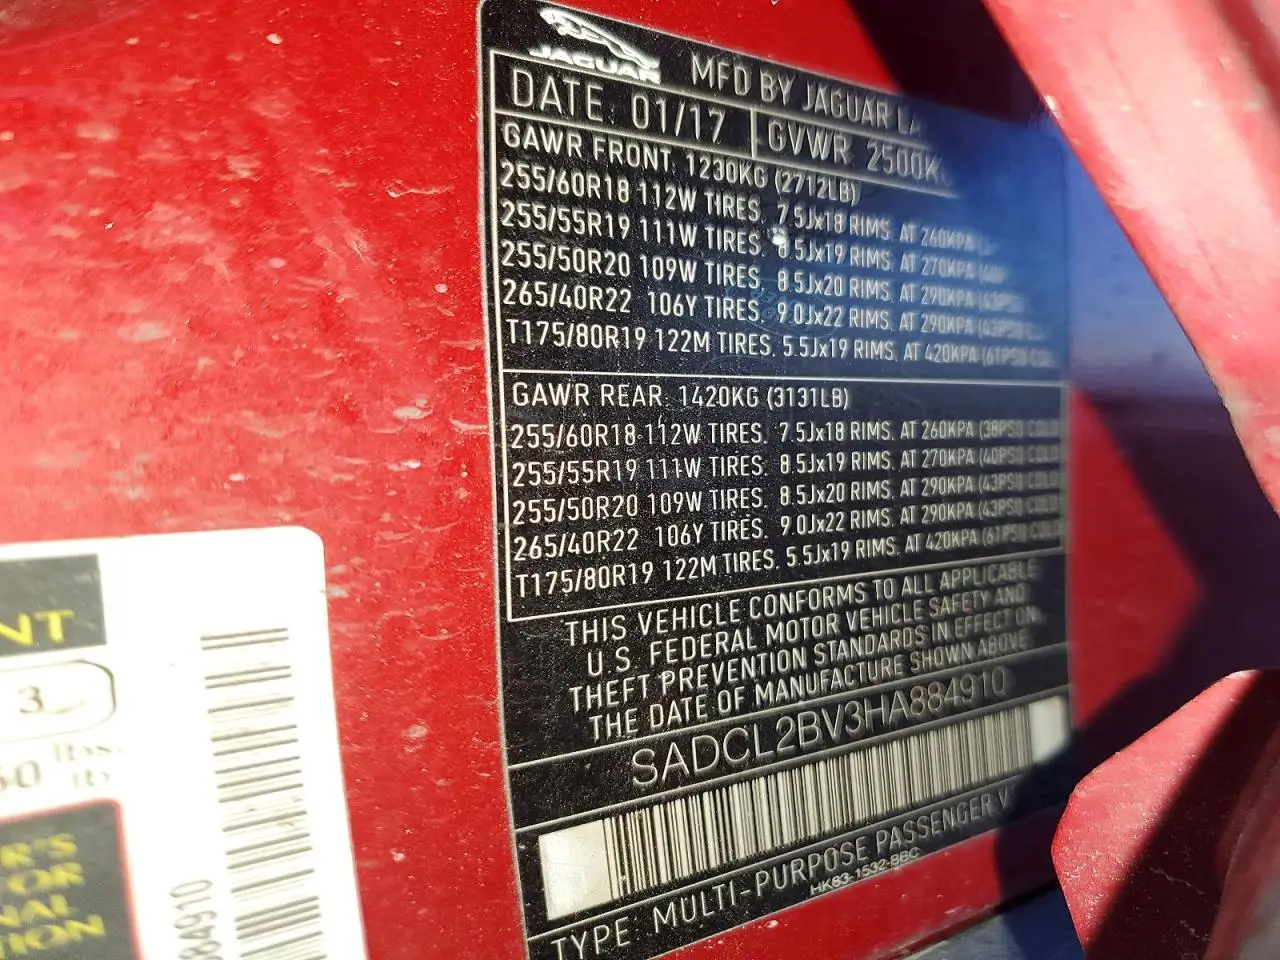 JAGUAR
MFD BY JAGUAR
DATE: 01/17
GVWR: 2500KG
GAWR FRONT: 1230KG (2712LB)
255/60R18 112W TIRES, 7.5Jx18 RIMS, AT 260KPA
255/55R19 111W TIRES, 8.5Jx19 RIMS, AT 270KPA
255/50R20 109W TIRES, 8.5Jx20 RIMS, AT 290KPA (43PSI)
265/40R22 106Y TIRES, 9.0Jx22 RIMS, AT 290KPA (43PSI)
T175/80R19 122M TIRES, 5.5Jx19 RIMS, AT 420KPA (61PSI)
GAWR REAR: 1420KG (3131LB)
255/60R18 112W TIRES, 7.5Jx18 RIMS, AT 260KPA (38PSI) COLD
255/55R19 111W TIRES, 8.5Jx19 RIMS, AT 270KPA (40PSI) COLD
255/50R20 109W TIRES, 8.5Jx20 RIMS, AT 290KPA (43PSI) COLD
265/40R22 106Y TIRES, 9.0Jx22 RIMS, AT 290KPA (43PSI) COLD
T175/80R19 122M TIRES, 5.5Jx19 RIMS, AT 420KPA (61PSI) COLD
THIS VEHICLE CONFORMS TO ALL APPLICABLE
U.S. FEDERAL MOTOR VEHICLE SAFETY AND
THEFT PREVENTION STANDARDS IN EFFECT ON
THE DATE OF MANUFACTURE SHOWN ABOVE
SADCL2BV3HA884910
TYPE: MULTI-PURPOSE PASSENGER
HK83-1532-BBC
NT
3
lbs.
lb
884910